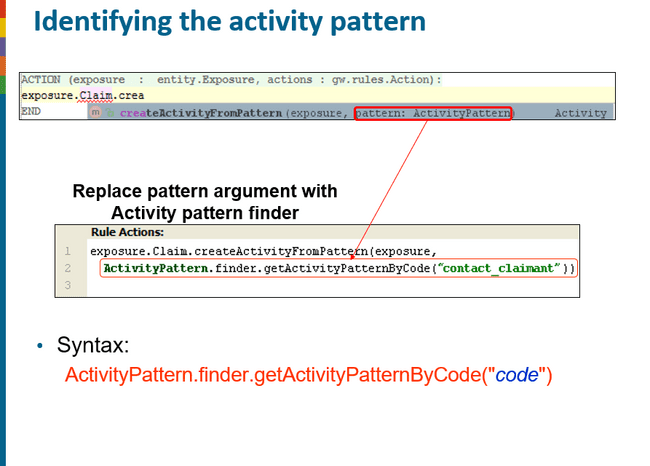 Identifying the activity pattern
ACTION (exposure : entity.Exposure, actions : gw.rules.Action):
exposure.Claim.crea
END m createActivityFromPattern(exposure, pattern: ActivityPattern) Activity
Replace pattern argument with
Activity pattern finder
Rule Actions:
1 exposure.Claim.createActivityFromPattern(exposure,
2 ActivityPattern.finder.getActivityPatternByCode("contact_claimant"))
3
• Syntax:
ActivityPattern.finder.getActivityPatternByCode("code")